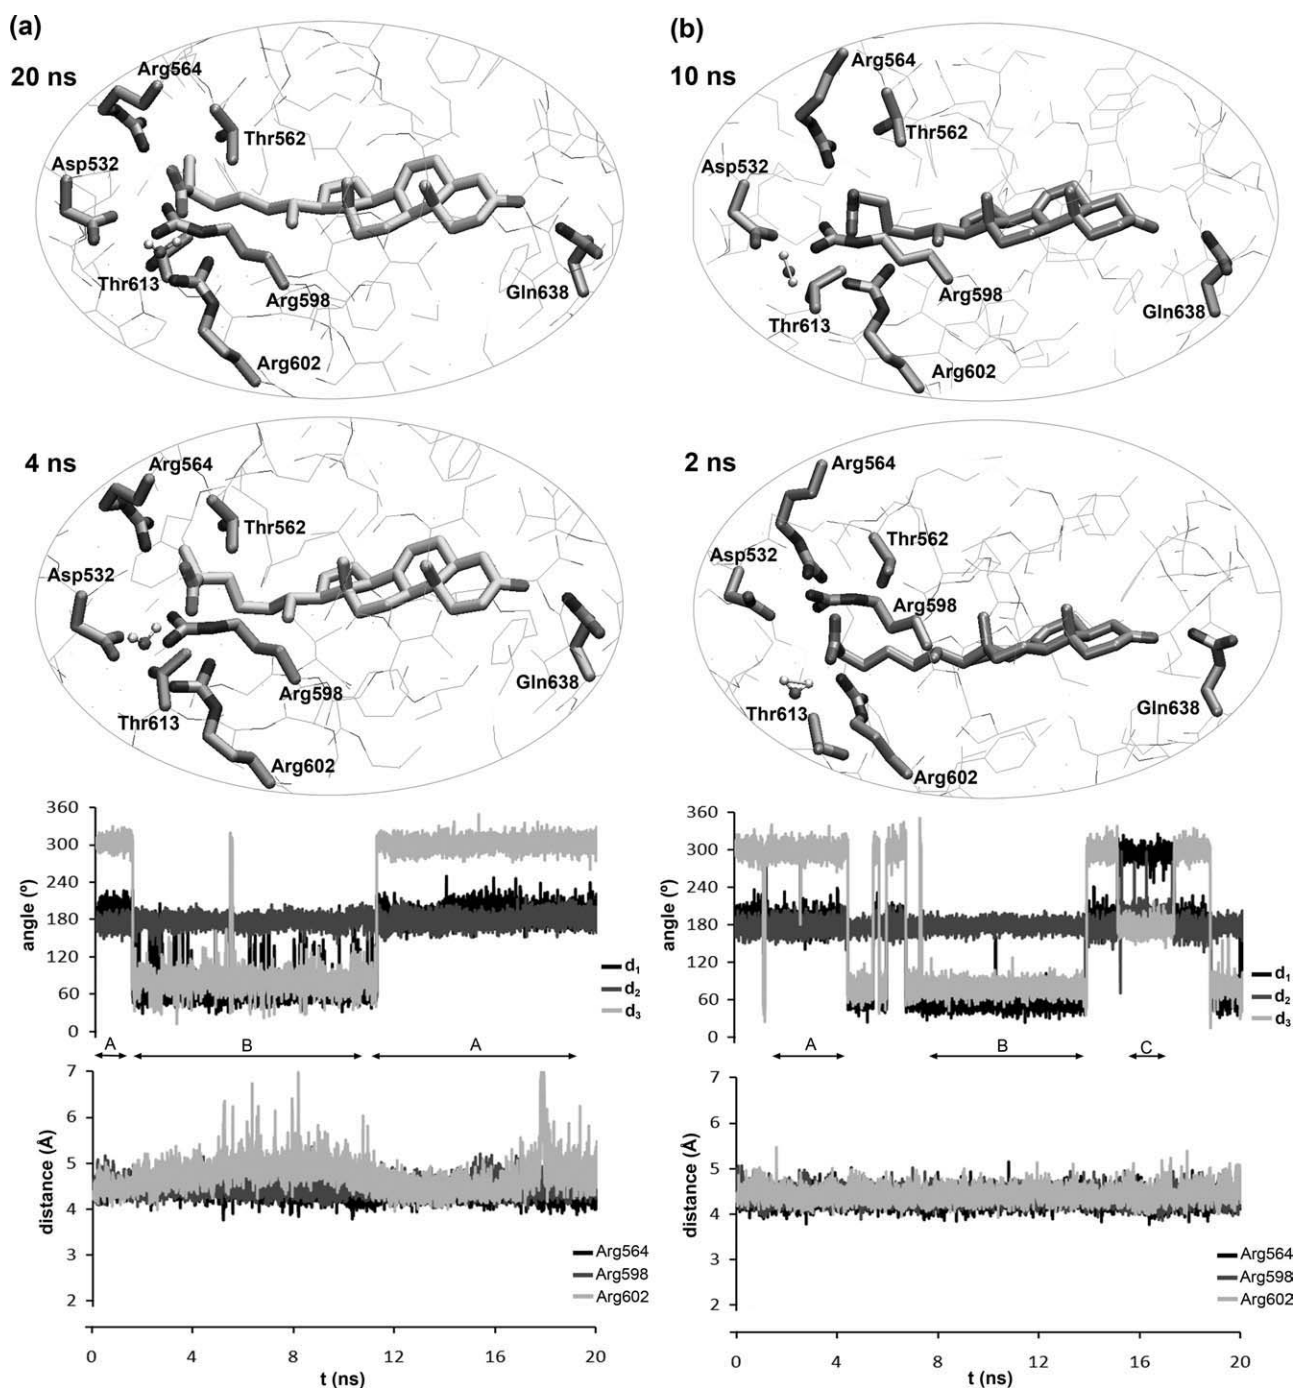 (a)
20 ns
Arg564
Thr562
Asp532
Thr613
Arg598
Gln638
Arg602
4 ns
Arg564
Thr562
Asp532
Arg598
Gln638
Thr613
Arg602
360
300
240
180
120
60
0
angle (º)
d1
d2
d3
A
B
A
7
6
5
4
3
2
distance (Å)
Arg564
Arg598
Arg602
0
4
8
12
16
20
t (ns)
(b)
10 ns
Arg564
Thr562
Asp532
Arg598
Thr613
Gln638
Arg602
2 ns
Arg564
Thr562
Asp532
Arg598
Thr613
Gln638
Arg602
360
300
240
180
120
60
0
angle (º)
d1
d2
d3
A
B
C
7
6
5
4
3
2
distance (Å)
Arg564
Arg598
Arg602
0
4
8
12
16
20
t (ns)